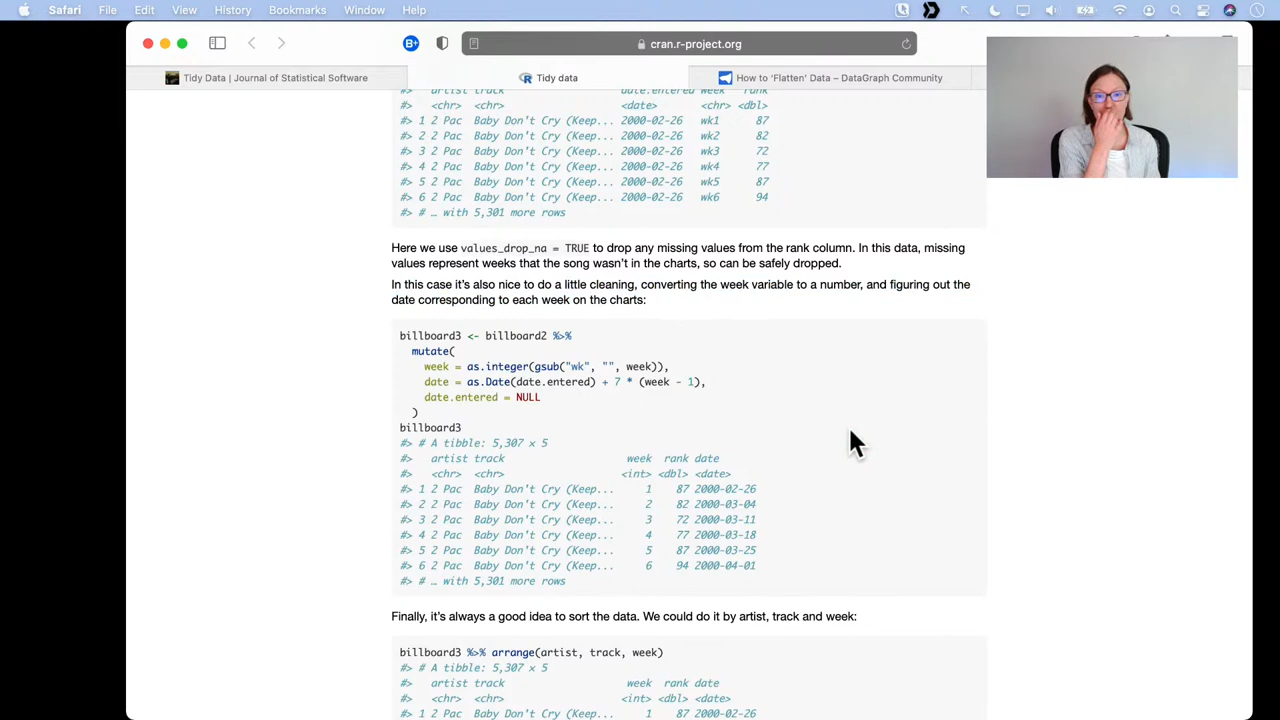 Safari File Edit View History Bookmarks Window Help
cran.r-project.org
Tidy Data | Journal of Statistical Software
Tidy data
How to ‘Flatten’ Data – DataGraph Community
#> artist track date.entered week rank
#> <chr> <chr> <date> <chr> <dbl>
#> 1 2 Pac Baby Don't Cry (Keep... 2000-02-26 wk1 87
#> 2 2 Pac Baby Don't Cry (Keep... 2000-02-26 wk2 82
#> 3 2 Pac Baby Don't Cry (Keep... 2000-02-26 wk3 72
#> 4 2 Pac Baby Don't Cry (Keep... 2000-02-26 wk4 77
#> 5 2 Pac Baby Don't Cry (Keep... 2000-02-26 wk5 87
#> 6 2 Pac Baby Don't Cry (Keep... 2000-02-26 wk6 94
#> # … with 5,301 more rows
Here we use values_drop_na = TRUE to drop any missing values from the rank column. In this data, missing
values represent weeks that the song wasn’t in the charts, so can be safely dropped.
In this case it’s also nice to do a little cleaning, converting the week variable to a number, and figuring out the
date corresponding to each week on the charts:
billboard3 <- billboard2 %>%
mutate(
week = as.integer(gsub("wk", "", week)),
date = as.Date(date.entered) + 7 * (week - 1),
date.entered = NULL
)
billboard3
#> # A tibble: 5,307 × 5
#> artist track week rank date
#> <chr> <chr> <int> <dbl> <date>
#> 1 2 Pac Baby Don't Cry (Keep... 1 87 2000-02-26
#> 2 2 Pac Baby Don't Cry (Keep... 2 82 2000-03-04
#> 3 2 Pac Baby Don't Cry (Keep... 3 72 2000-03-11
#> 4 2 Pac Baby Don't Cry (Keep... 4 77 2000-03-18
#> 5 2 Pac Baby Don't Cry (Keep... 5 87 2000-03-25
#> 6 2 Pac Baby Don't Cry (Keep... 6 94 2000-04-01
#> # … with 5,301 more rows
Finally, it’s always a good idea to sort the data. We could do it by artist, track and week:
billboard3 %>% arrange(artist, track, week)
#> # A tibble: 5,307 × 5
#> artist track week rank date
#> <chr> <chr> <int> <dbl> <date>
#> 1 2 Pac Baby Don't Cry (Keep... 1 87 2000-02-26